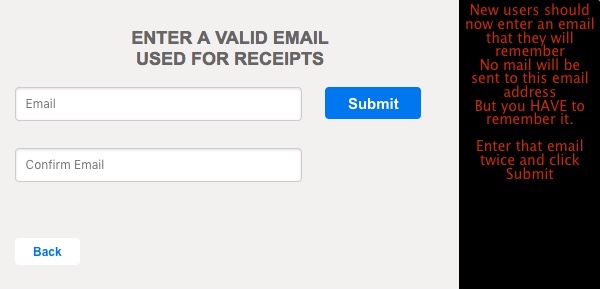 ENTER A VALID EMAIL
USED FOR RECEIPTS
Email
Submit
Confirm Email
Back
New users should
now enter an email
that they will
remember
No mail will be
sent to this email
address
But you HAVE to
remember it.
Enter that email
twice and click
Submit